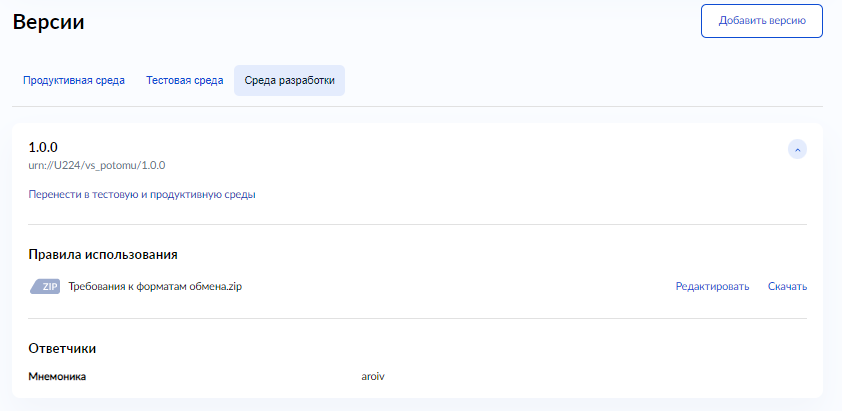 Версии
Добавить версию
Продуктивная среда
Тестовая среда
Среда разработки
1.0.0
urn://U224/vs_potomu/1.0.0
Перенести в тестовую и продуктивную среды
Правила использования
ZIP Требования к форматам обмена.zip
Редактировать
Скачать
Ответчики
Мнемоника
aroiv